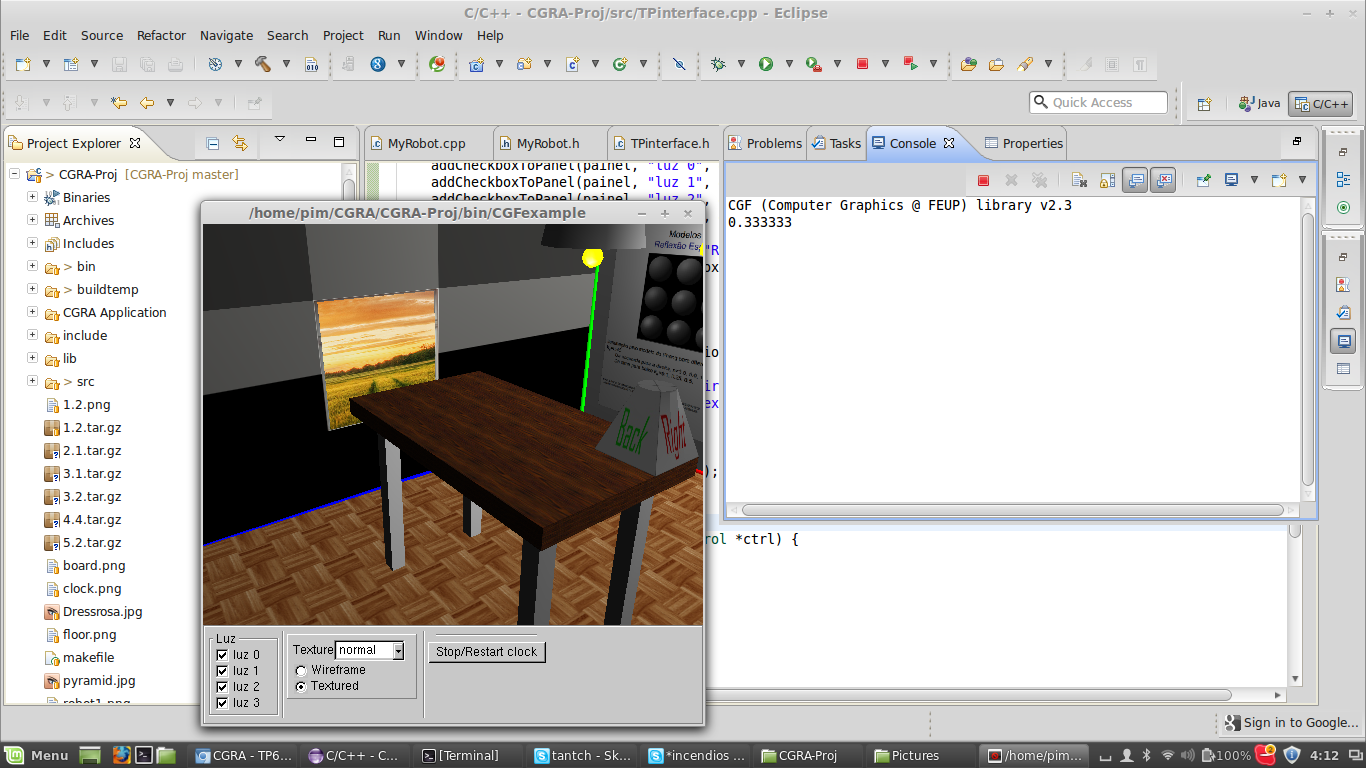 C/C++ - CGRA-Proj/src/TPinterface.cpp - Eclipse
File Edit Source Refactor Navigate Search Project Run Window Help
Quick Access
Java
C/C++
Project Explorer
MyRobot.cpp
MyRobot.h
TPinterface.h
Problems
Tasks
Console
Properties
> CGRA-Proj [CGRA-Proj master]
Binaries
Archives
Includes
> bin
> buildtemp
CGRA Application
include
lib
> src
1.2.png
1.2.tar.gz
2.1.tar.gz
3.1.tar.gz
3.2.tar.gz
4.4.tar.gz
5.2.tar.gz
board.png
clock.png
Dressrosa.jpg
floor.png
makefile
pyramid.jpg
robot1.png
addCheckboxToPanel(painel, "luz 0",
addCheckboxToPanel(painel, "luz 1",
addCheckboxToPanel(painel, "luz 2",
"R
ox
io
ir
ex
);
rol *ctrl) {
CGF (Computer Graphics @ FEUP) library v2.3
0.333333
/home/pim/CGRA/CGRA-Proj/bin/CGFexample
Modelos
Reflexão Es
Back
Right
Luz
luz 0
luz 1
luz 2
luz 3
Texture
normal
Wireframe
Textured
Stop/Restart clock
Sign in to Google...
Menu
CGRA - TP6...
C/C++ - C...
[Terminal]
tantch - Sk...
*incendios ...
CGRA-Proj
Pictures
/home/pim...
100%
2
4:12